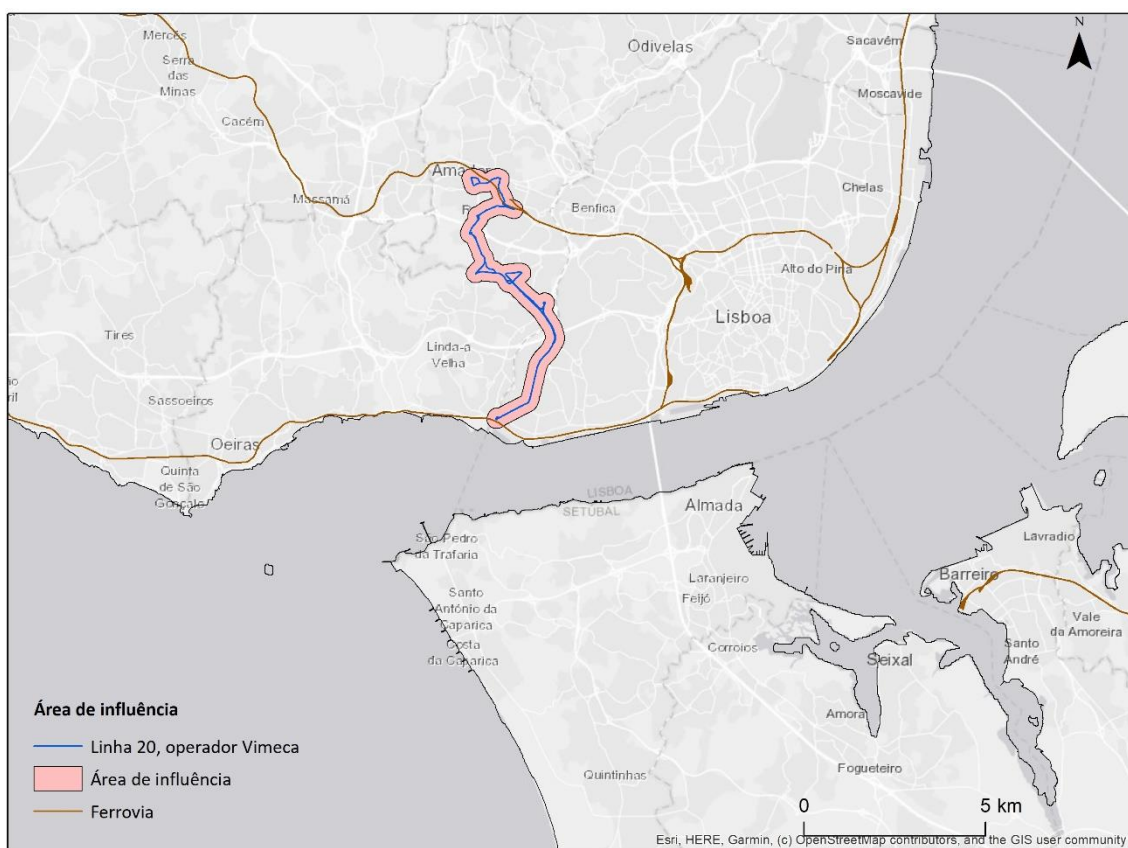 N
Odivelas
Sacavém
Mercês
Serra
das
Minas
Moscavide
Cacém
Massamá
Benfica
Chelas
Alto do Pina
Lisboa
Tires
Linda-a
Velha
Sassoeiros
Oeiras
Quinta
de São
Gonçalo
LISBOA
SETÚBAL
Almada
São Pedro
da Trafaria
Lavradio
Barreiro
Laranjeiro
Feijó
Santo
António da
Caparica
Costa
da Caparica
Vale
da Amoreira
Santo
André
Corroios
Seixal
Amora
Quintinhas
Fogueteiro
Área de influência
Linha 20, operador Vimeca
Área de influência
Ferrovia
0 5 km
Esri, HERE, Garmin, (c) OpenStreetMap contributors, and the GIS user community